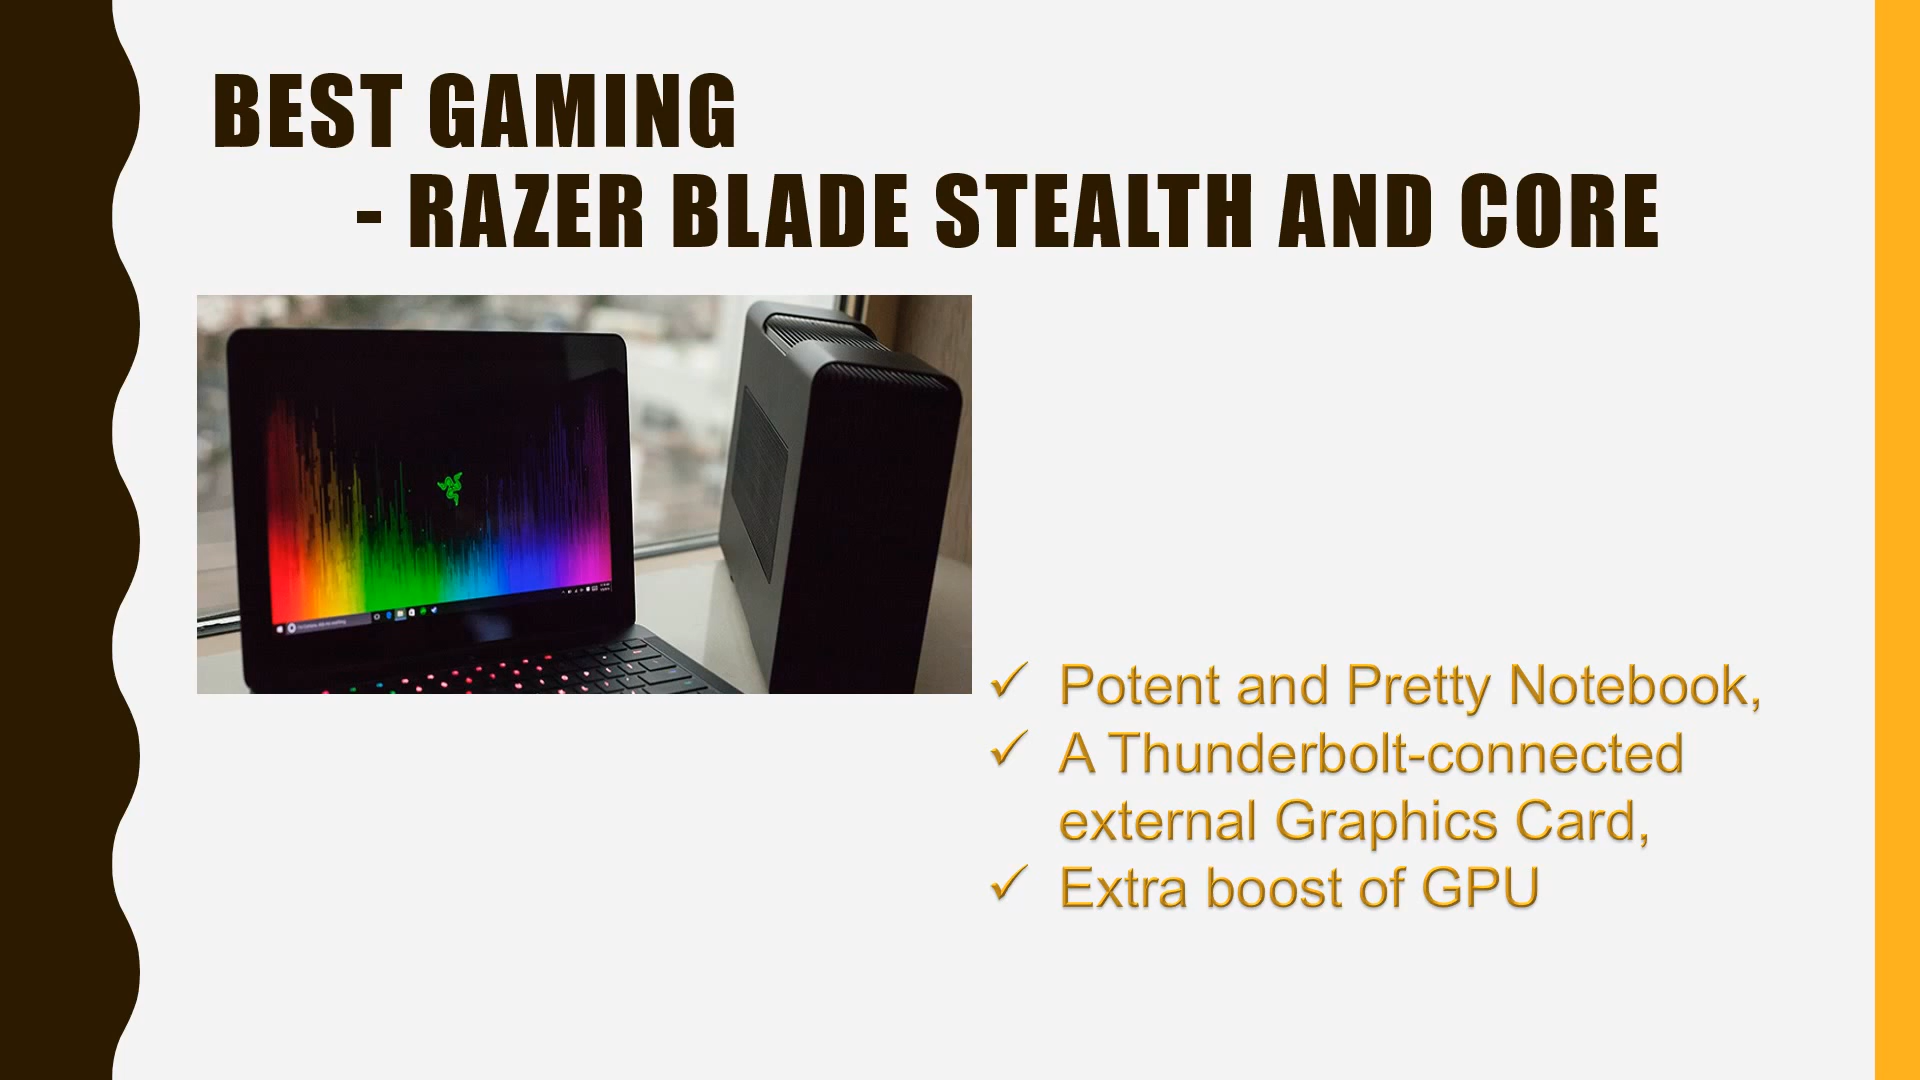 BEST GAMING
- RAZER BLADE STEALTH AND CORE
✓ Potent and Pretty Notebook,
✓ A Thunderbolt-connected
external Graphics Card,
✓ Extra boost of GPU